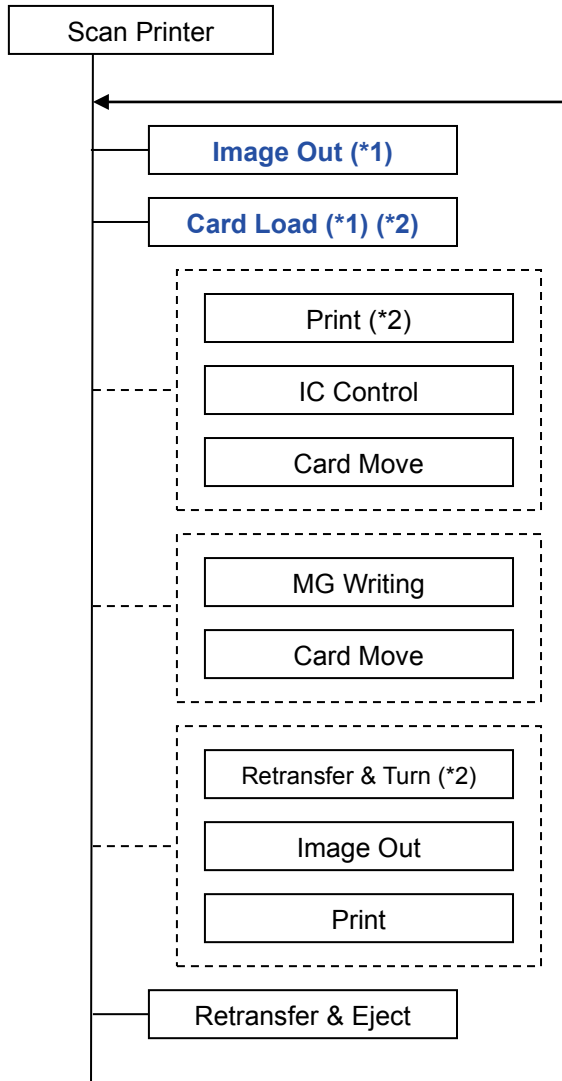 Scan Printer
Image Out (*1)
Card Load (*1) (*2)
Print (*2)
IC Control
Card Move
MG Writing
Card Move
Retransfer & Turn (*2)
Image Out
Print
Retransfer & Eject